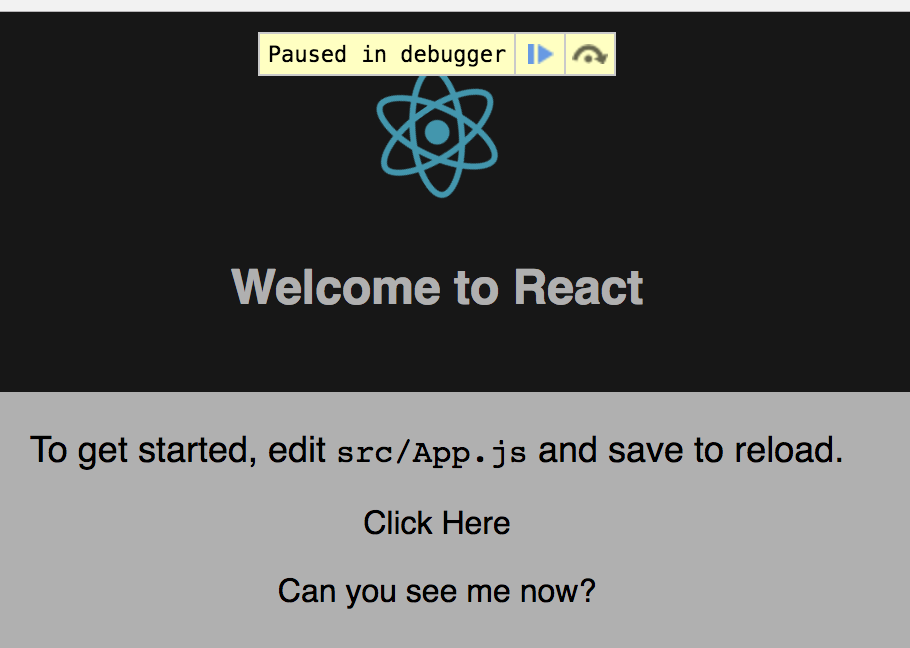 Paused in debugger
Welcome to React
To get started, edit src/App.js and save to reload.
Click Here
Can you see me now?